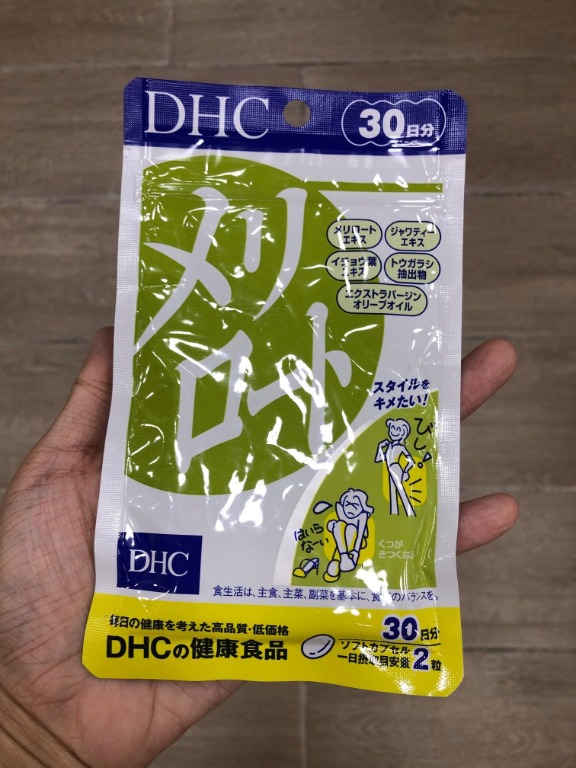 DHC
30日分
メリ
ロート
メリロート
エキス
ジャワティー
エキス
イチョウ葉
エキス
トウガラシ
抽出物
エクストラバージン
オリーブオイル
スタイルを
キメたい!
びしっ
はいら
なーい
くつが
きつくなる
DHC
食生活は、主食、主菜、副菜を基本に、食事のバランスを。
毎日の健康を考えた高品質・低価格
DHCの健康食品
30日分
ソフトカプセル
一日摂取目安量 2粒